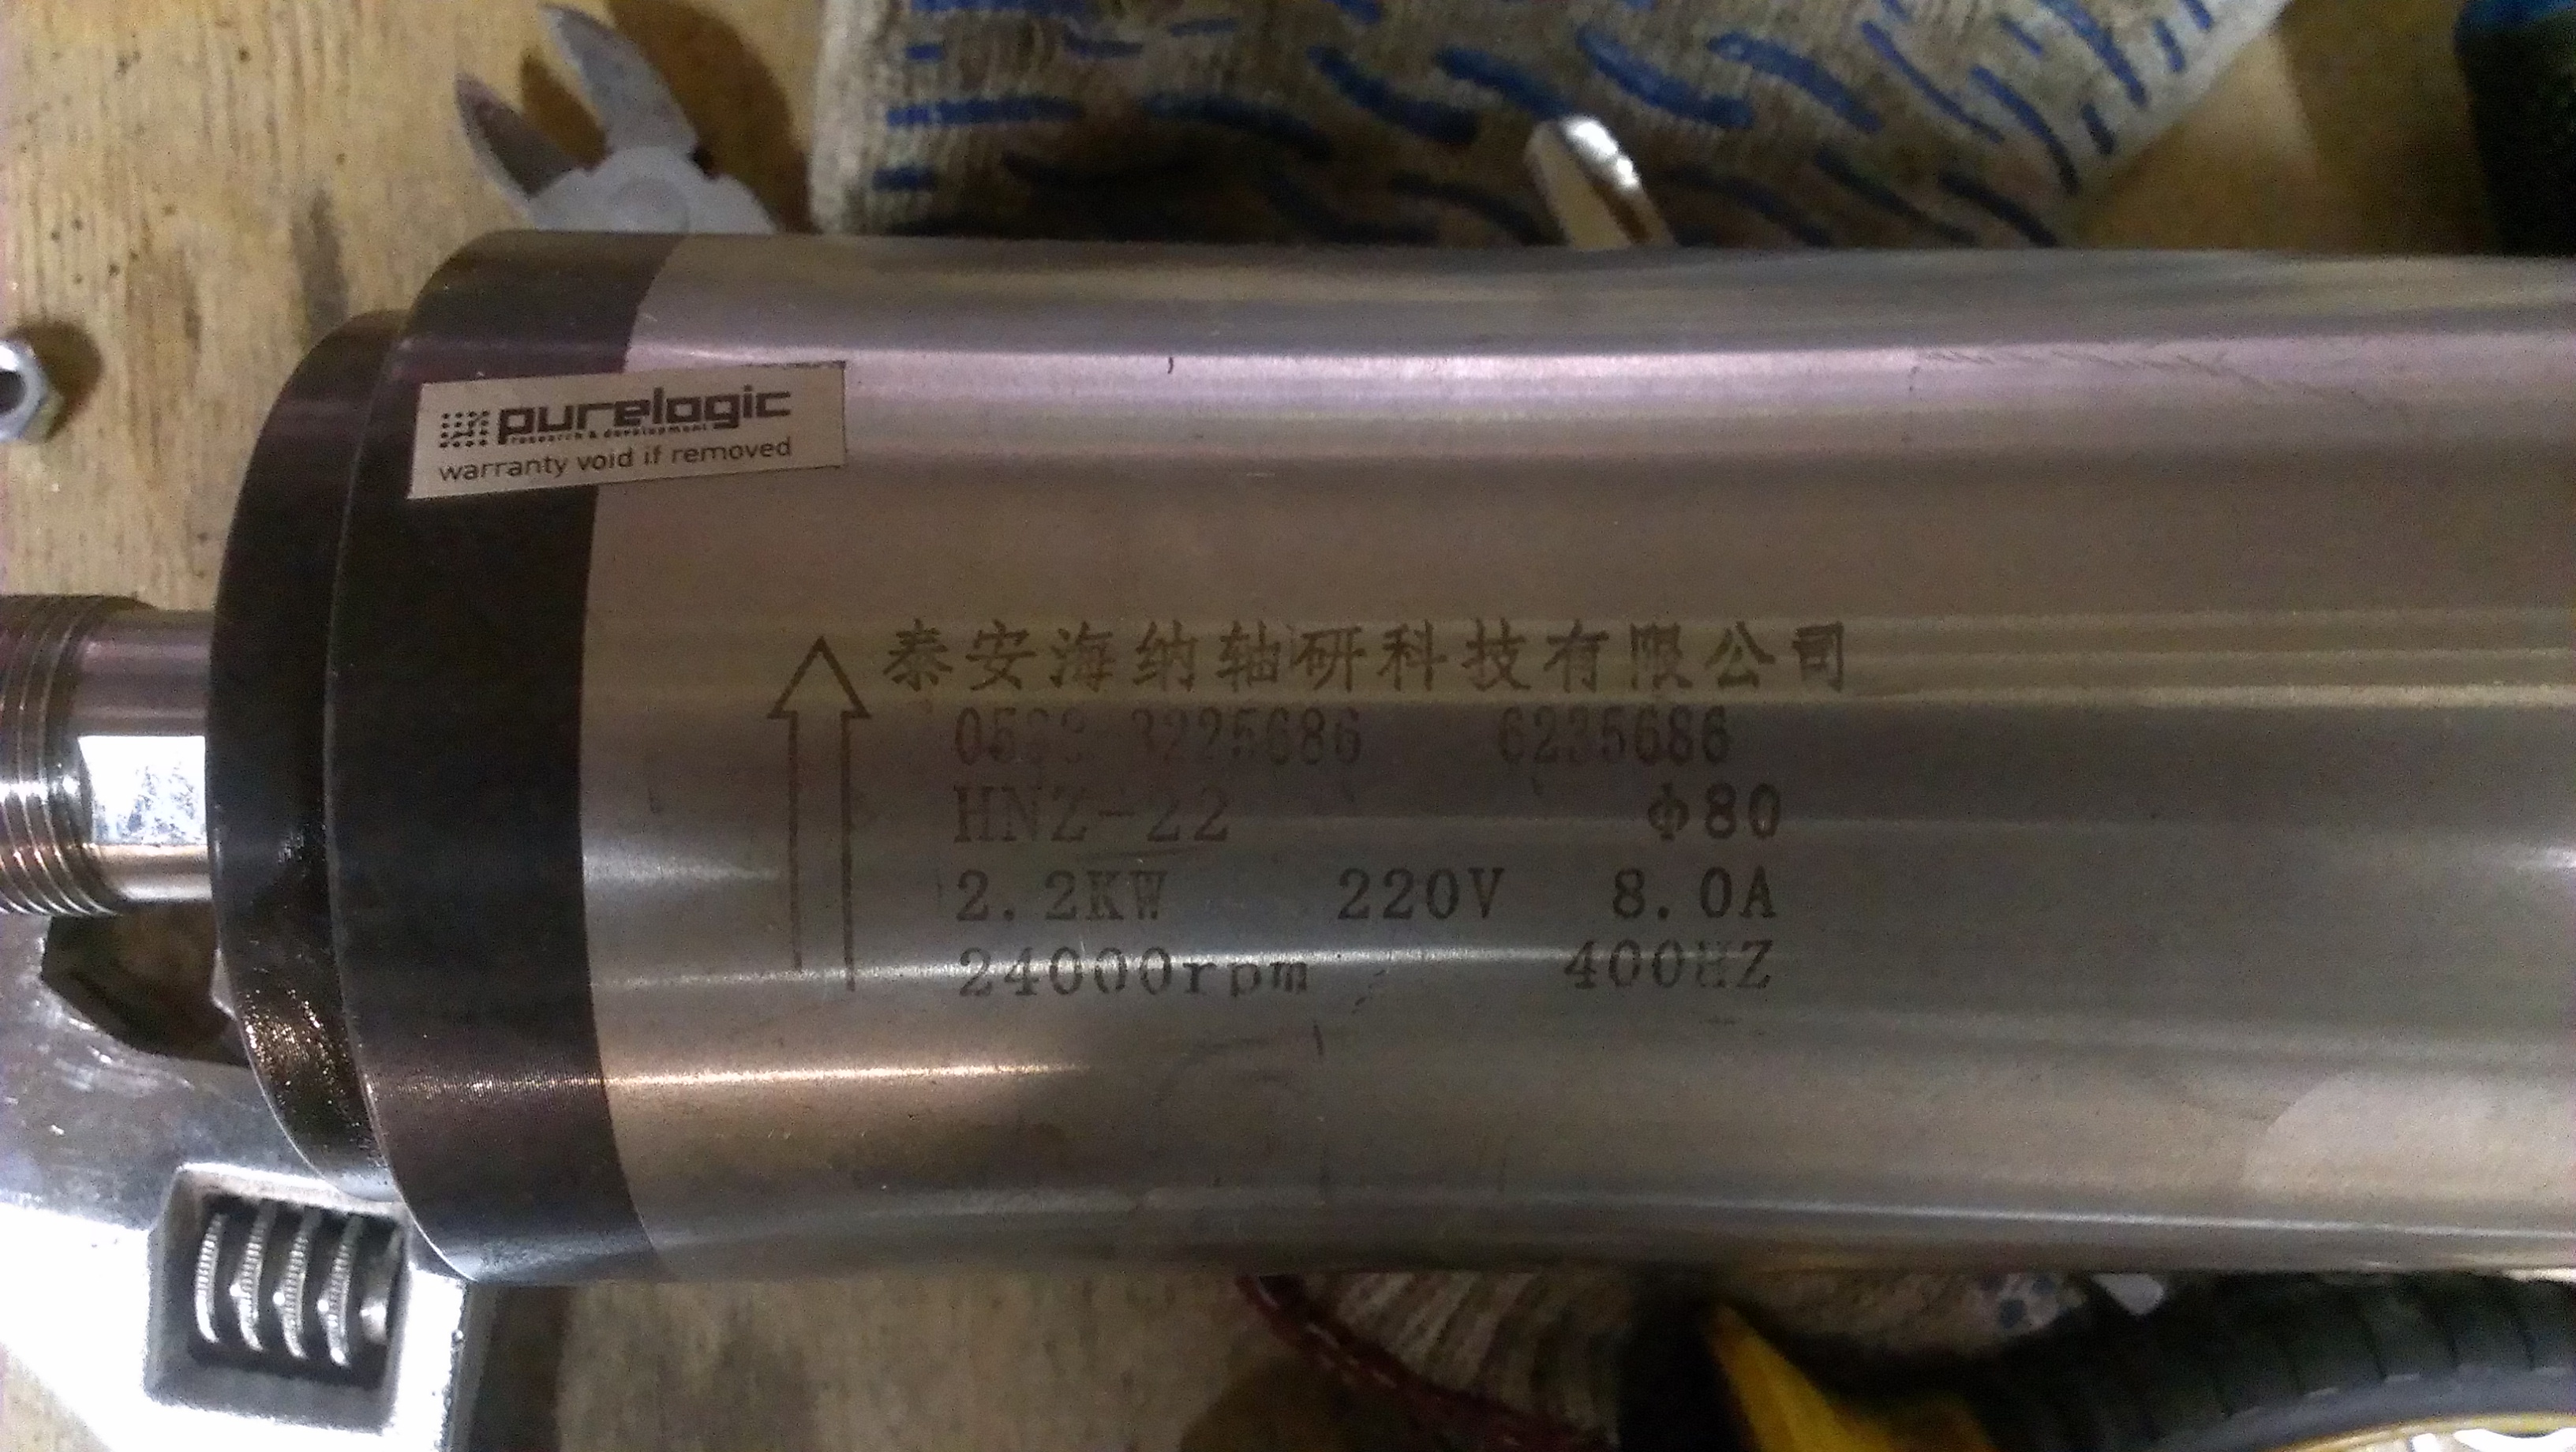 purelogic
research & development
warranty void if removed
泰安海纳轴研科技有限公司
3225686 6235686
HNZ-22 Φ80
2.2KW 220V 8.0A
24000rpm 400HZ